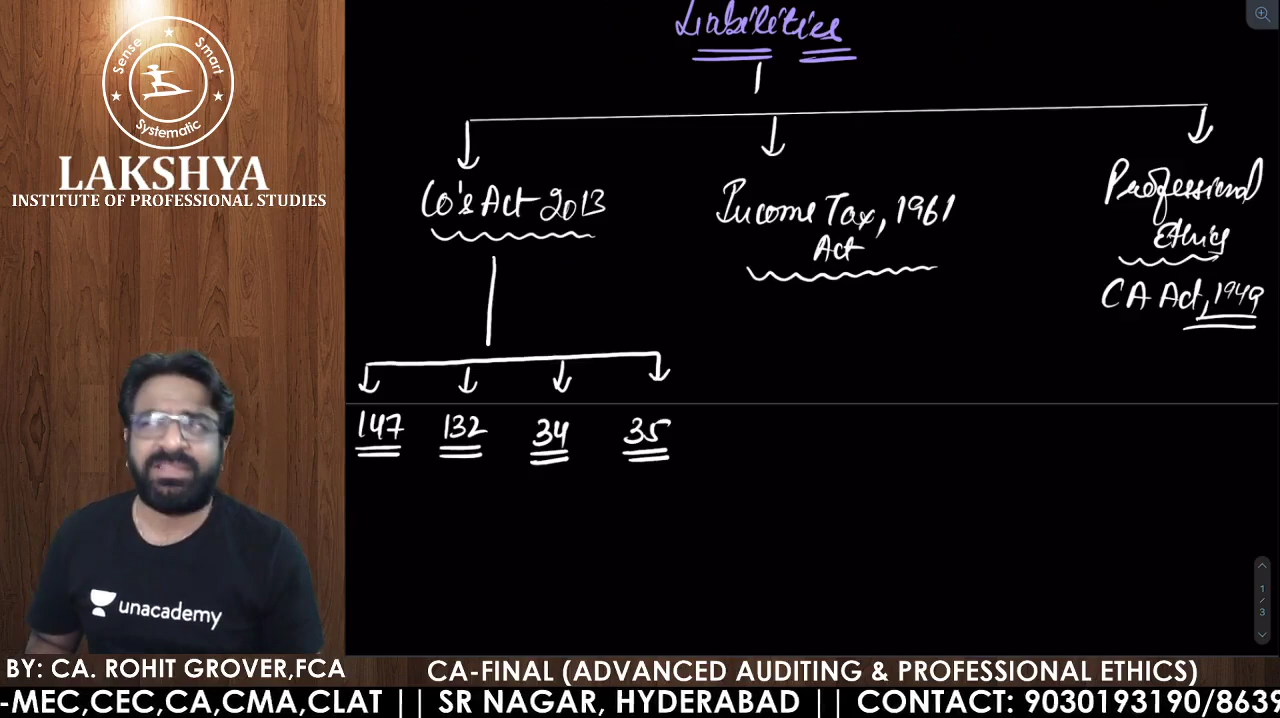 Sense
Smart
Systematic
LAKSHYA
INSTITUTE OF PROFESSIONAL STUDIES
Liabilities
Co's Act 2013
Income Tax, 1961
Act
Professional
Ethics
CA Act, 1949
147 132 34 35
1
/
3
unacademy
BY: CA. ROHIT GROVER,FCA
CA-FINAL (ADVANCED AUDITING & PROFESSIONAL ETHICS)
-MEC,CEC,CA,CMA,CLAT || SR NAGAR, HYDERABAD || CONTACT: 9030193190/8639